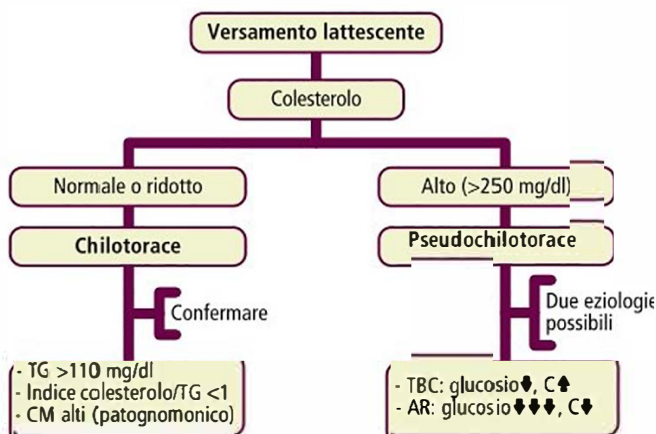 Versamento lattescente
Colesterolo
Normale o ridotto
Alto (>250 mg/dl)
Chilotorace
Pseudochilotorace
Confermare
Due eziologie
possibili
- TG >110 mg/dl
- Indice colesterolo/TG <1
- CM alti (patognomonico)
- TBC: glucosio⬇, C⬆
- AR: glucosio⬇⬇⬇, C⬇